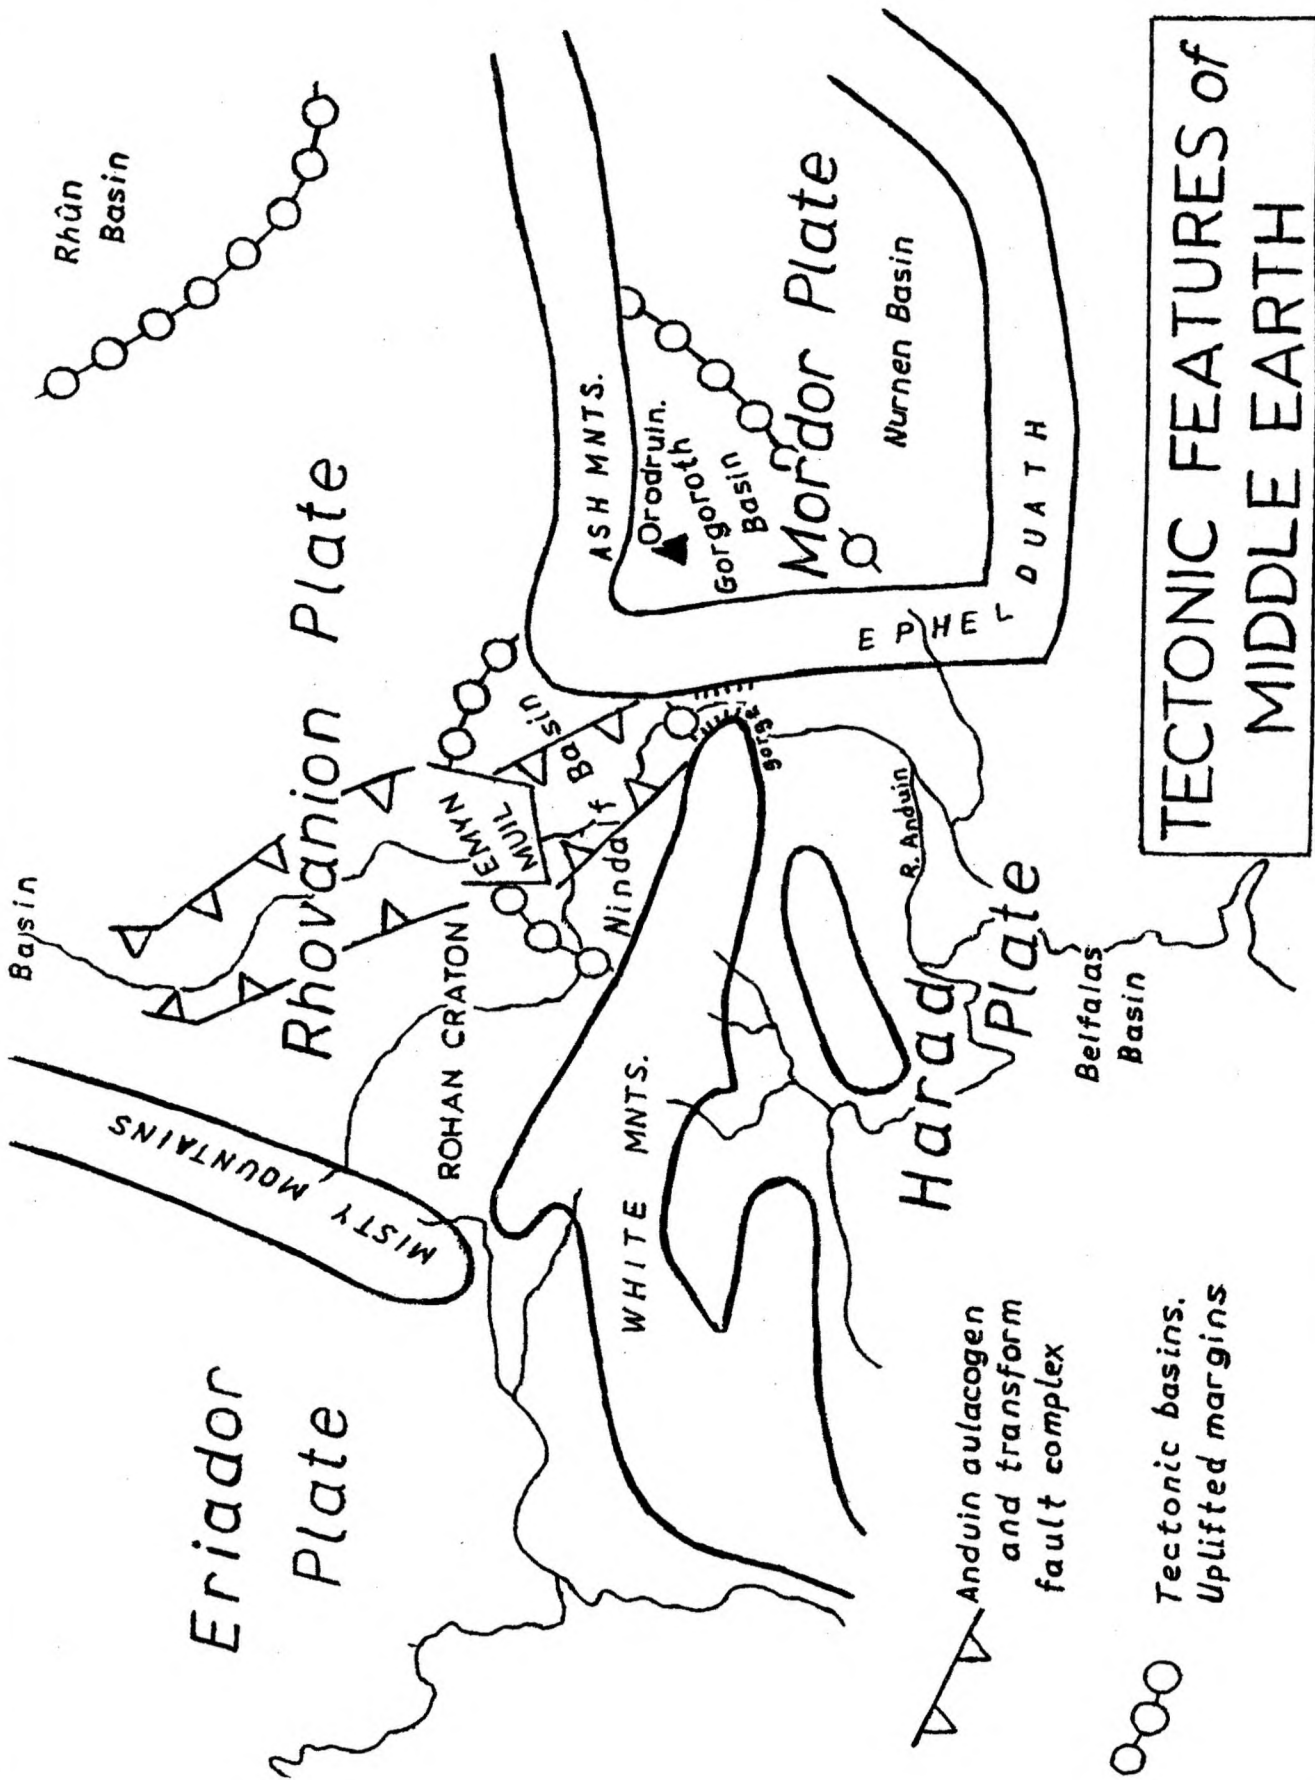 Rhûn
Basin
Basin
Rhovanion Plate
MISTY MOUNTAINS
Eriador
Plate
ROHAN CRATON
EMYN
MUIL
Nindalf Basin
ASH MNTS.
Orodruin.
Gorgoroth
Basin
Mordor Plate
Nurnen Basin
EPHEL
DUATH
gorge
WHITE MNTS.
R. Anduin
Harad
Plate
Belfalas
Basin
Anduin aulacogen
and transform
fault complex
Tectonic basins.
Uplifted margins
TECTONIC FEATURES of
MIDDLE EARTH